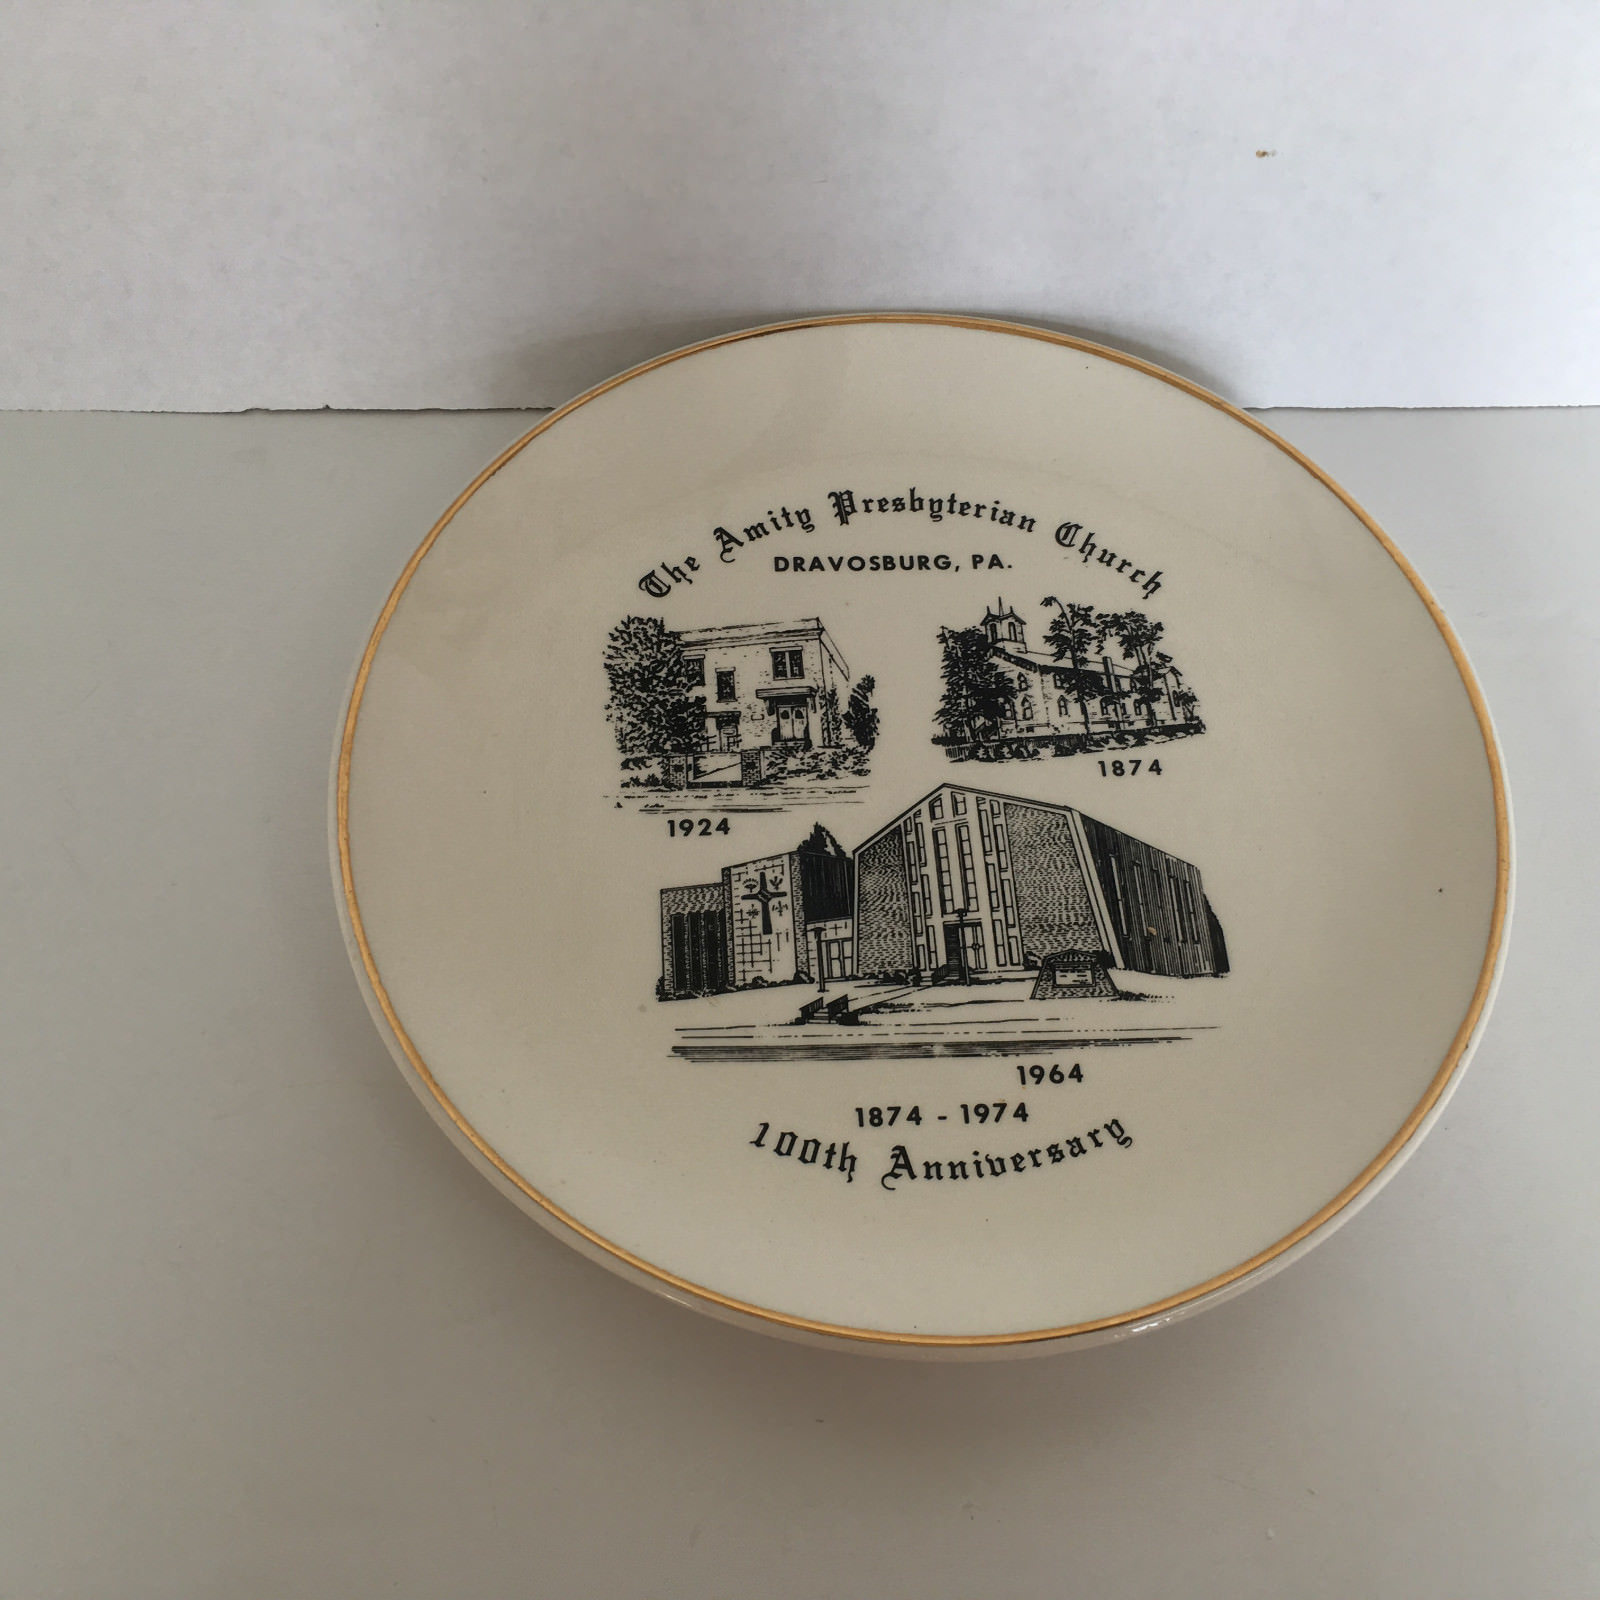 The Amity Presbyterian Church
DRAVOSBURG, PA.
1874
1924
1964
1874 - 1974
100th Anniversary